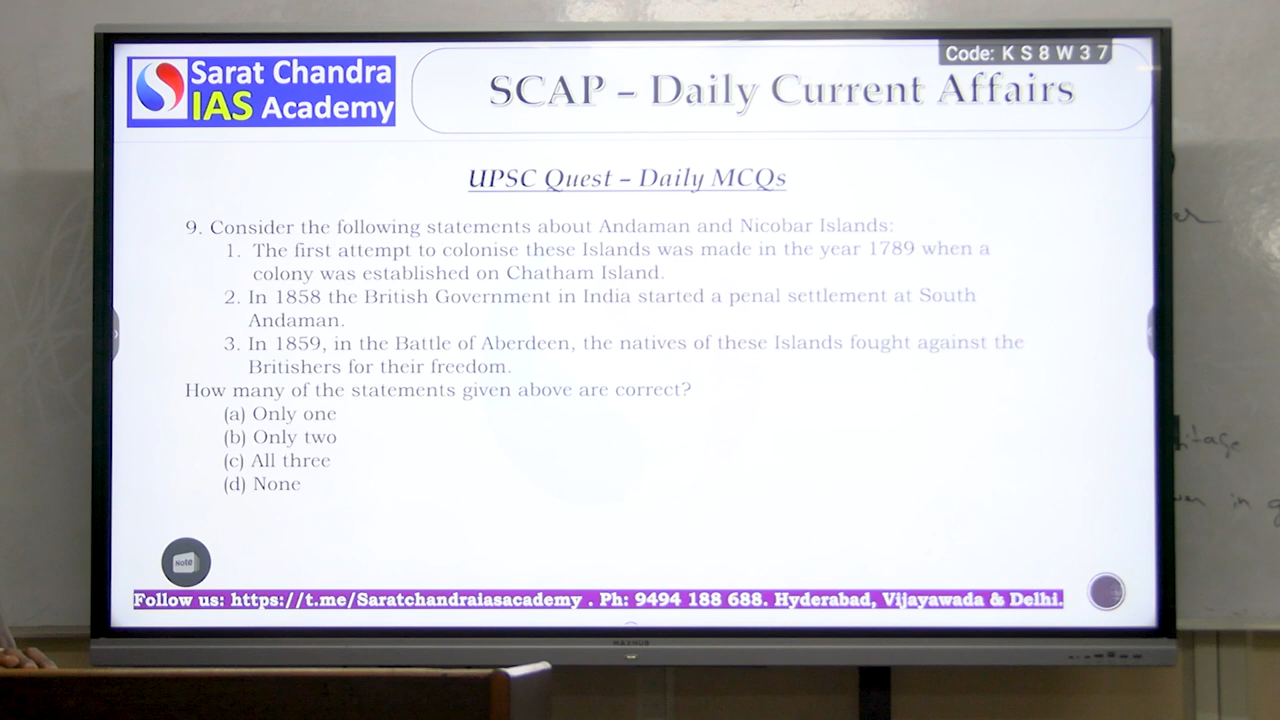 Code: K S 8 W 3 7
Sarat Chandra
IAS Academy
SCAP – Daily Current Affairs
UPSC Quest – Daily MCQs
9. Consider the following statements about Andaman and Nicobar Islands:
1. The first attempt to colonise these Islands was made in the year 1789 when a
colony was established on Chatham Island.
2. In 1858 the British Government in India started a penal settlement at South
Andaman.
3. In 1859, in the Battle of Aberdeen, the natives of these Islands fought against the
Britishers for their freedom.
How many of the statements given above are correct?
(a) Only one
(b) Only two
(c) All three
(d) None
Note
Follow us: https://t.me/Saratchandraiasacademy . Ph: 9494 188 688. Hyderabad, Vijayawada & Delhi.